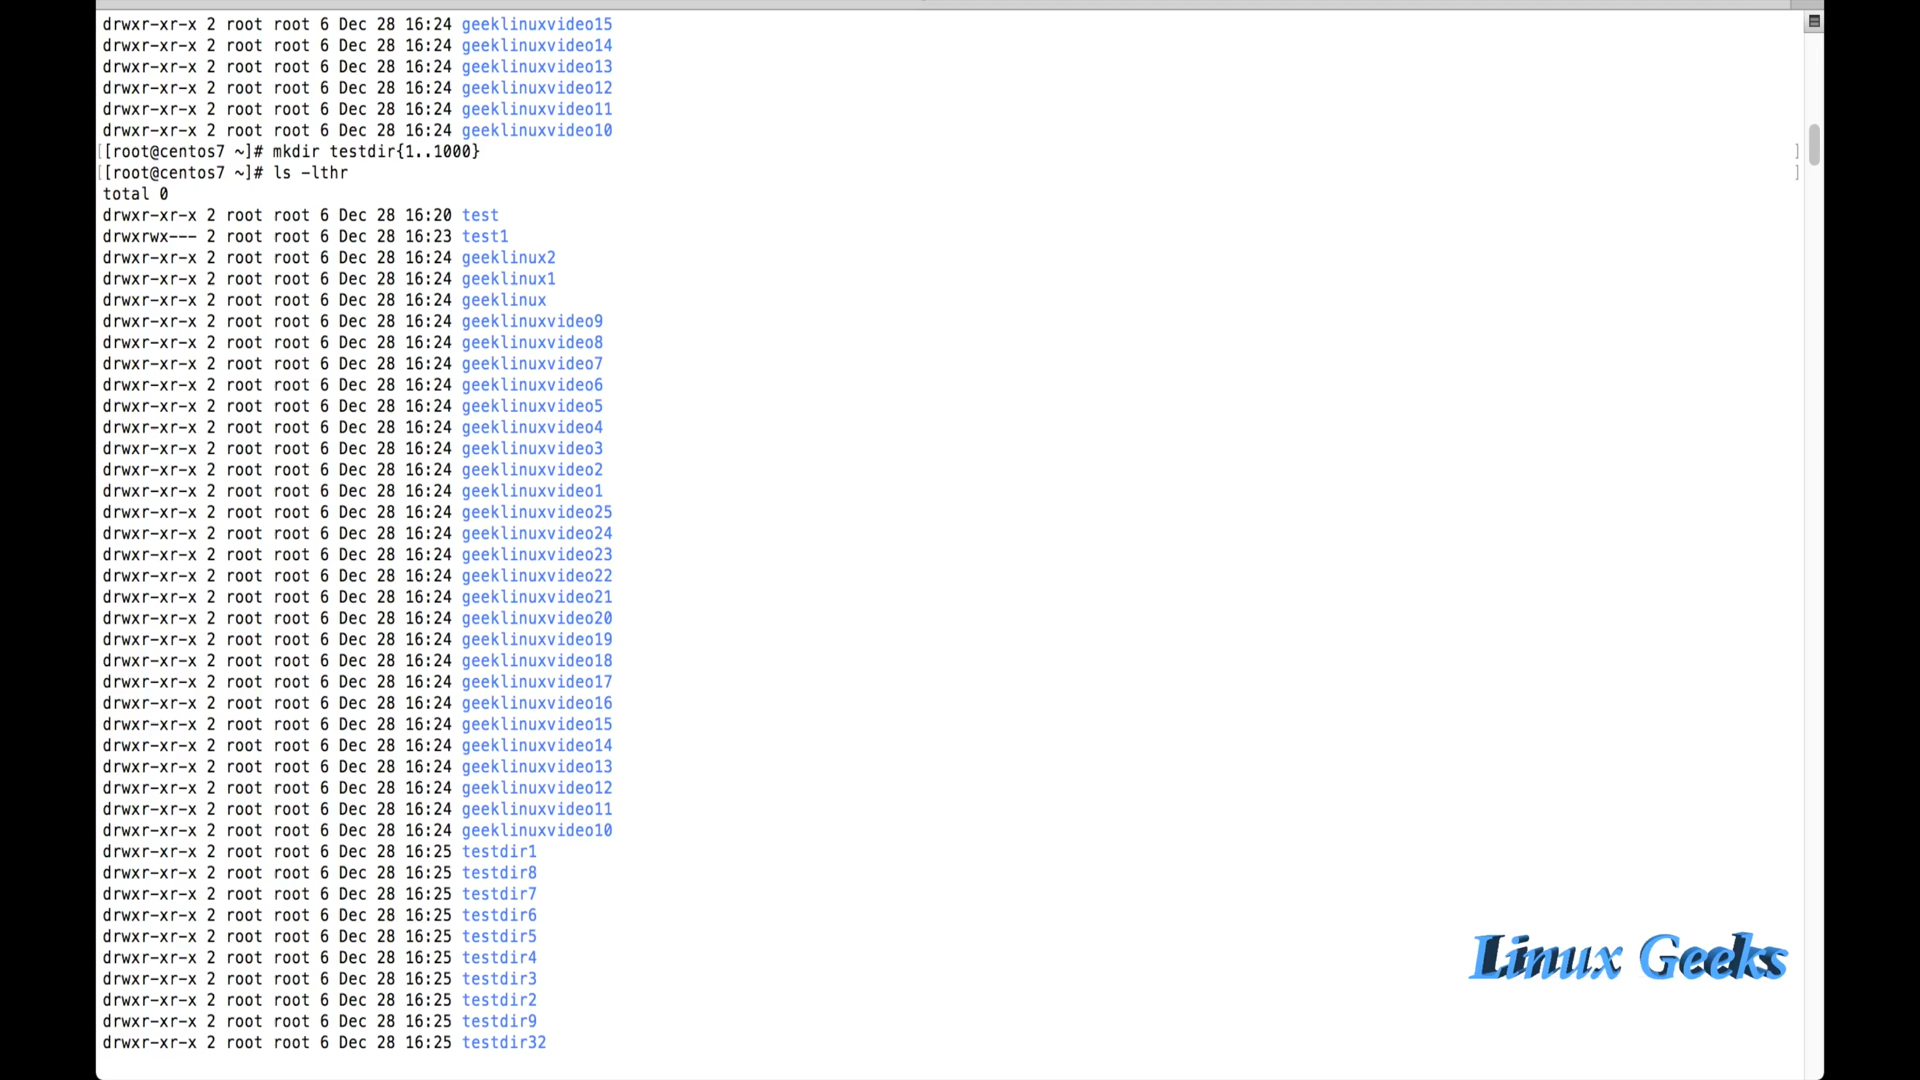 drwxr-xr-x 2 root root 6 Dec 28 16:24 geeklinuxvideo15
drwxr-xr-x 2 root root 6 Dec 28 16:24 geeklinuxvideo14
drwxr-xr-x 2 root root 6 Dec 28 16:24 geeklinuxvideo13
drwxr-xr-x 2 root root 6 Dec 28 16:24 geeklinuxvideo12
drwxr-xr-x 2 root root 6 Dec 28 16:24 geeklinuxvideo11
drwxr-xr-x 2 root root 6 Dec 28 16:24 geeklinuxvideo10
[[root@centos7 ~]# mkdir testdir{1..1000} ]
[[root@centos7 ~]# ls -lthr ]
total 0
drwxr-xr-x 2 root root 6 Dec 28 16:20 test
drwxrwx--- 2 root root 6 Dec 28 16:23 test1
drwxr-xr-x 2 root root 6 Dec 28 16:24 geeklinux2
drwxr-xr-x 2 root root 6 Dec 28 16:24 geeklinux1
drwxr-xr-x 2 root root 6 Dec 28 16:24 geeklinux
drwxr-xr-x 2 root root 6 Dec 28 16:24 geeklinuxvideo9
drwxr-xr-x 2 root root 6 Dec 28 16:24 geeklinuxvideo8
drwxr-xr-x 2 root root 6 Dec 28 16:24 geeklinuxvideo7
drwxr-xr-x 2 root root 6 Dec 28 16:24 geeklinuxvideo6
drwxr-xr-x 2 root root 6 Dec 28 16:24 geeklinuxvideo5
drwxr-xr-x 2 root root 6 Dec 28 16:24 geeklinuxvideo4
drwxr-xr-x 2 root root 6 Dec 28 16:24 geeklinuxvideo3
drwxr-xr-x 2 root root 6 Dec 28 16:24 geeklinuxvideo2
drwxr-xr-x 2 root root 6 Dec 28 16:24 geeklinuxvideo1
drwxr-xr-x 2 root root 6 Dec 28 16:24 geeklinuxvideo25
drwxr-xr-x 2 root root 6 Dec 28 16:24 geeklinuxvideo24
drwxr-xr-x 2 root root 6 Dec 28 16:24 geeklinuxvideo23
drwxr-xr-x 2 root root 6 Dec 28 16:24 geeklinuxvideo22
drwxr-xr-x 2 root root 6 Dec 28 16:24 geeklinuxvideo21
drwxr-xr-x 2 root root 6 Dec 28 16:24 geeklinuxvideo20
drwxr-xr-x 2 root root 6 Dec 28 16:24 geeklinuxvideo19
drwxr-xr-x 2 root root 6 Dec 28 16:24 geeklinuxvideo18
drwxr-xr-x 2 root root 6 Dec 28 16:24 geeklinuxvideo17
drwxr-xr-x 2 root root 6 Dec 28 16:24 geeklinuxvideo16
drwxr-xr-x 2 root root 6 Dec 28 16:24 geeklinuxvideo15
drwxr-xr-x 2 root root 6 Dec 28 16:24 geeklinuxvideo14
drwxr-xr-x 2 root root 6 Dec 28 16:24 geeklinuxvideo13
drwxr-xr-x 2 root root 6 Dec 28 16:24 geeklinuxvideo12
drwxr-xr-x 2 root root 6 Dec 28 16:24 geeklinuxvideo11
drwxr-xr-x 2 root root 6 Dec 28 16:24 geeklinuxvideo10
drwxr-xr-x 2 root root 6 Dec 28 16:25 testdir1
drwxr-xr-x 2 root root 6 Dec 28 16:25 testdir8
drwxr-xr-x 2 root root 6 Dec 28 16:25 testdir7
drwxr-xr-x 2 root root 6 Dec 28 16:25 testdir6
drwxr-xr-x 2 root root 6 Dec 28 16:25 testdir5
drwxr-xr-x 2 root root 6 Dec 28 16:25 testdir4
drwxr-xr-x 2 root root 6 Dec 28 16:25 testdir3
drwxr-xr-x 2 root root 6 Dec 28 16:25 testdir2
drwxr-xr-x 2 root root 6 Dec 28 16:25 testdir9
drwxr-xr-x 2 root root 6 Dec 28 16:25 testdir32
Linux Geeks